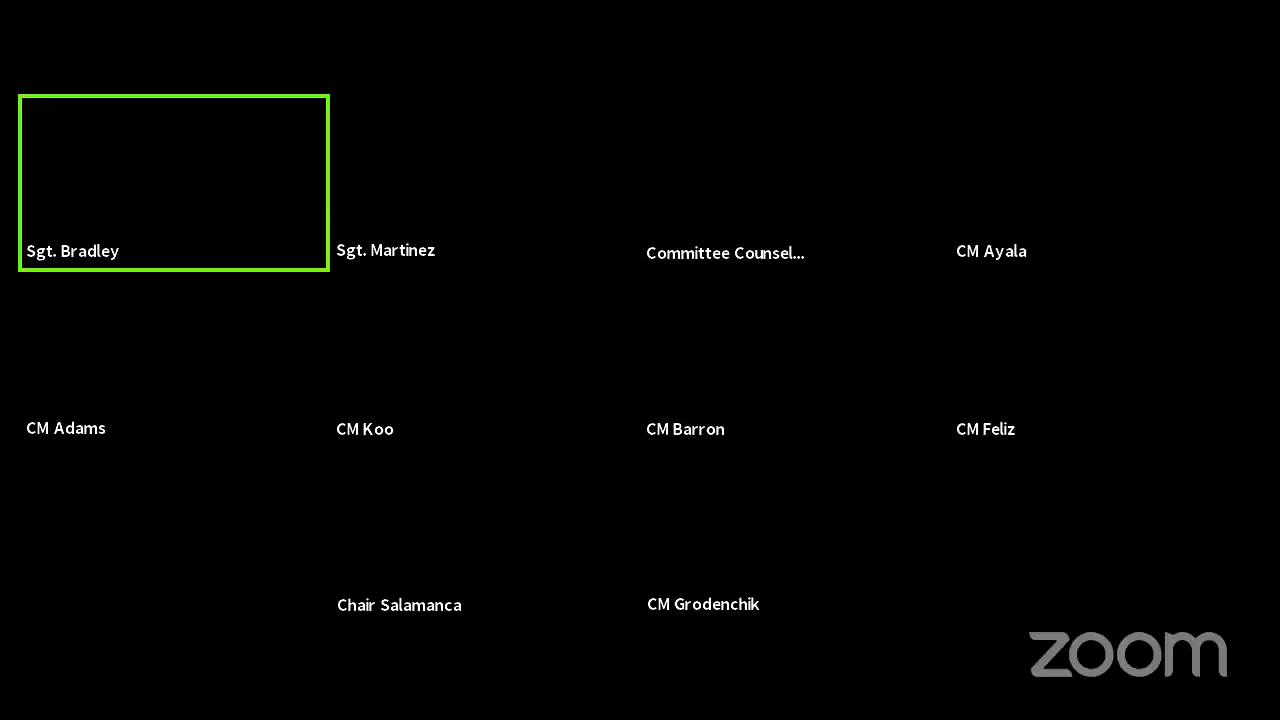 Sgt. Bradley
Sgt. Martinez
Committee Counsel...
CM Ayala
CM Adams
CM Koo
CM Barron
CM Feliz
Chair Salamanca
CM Grodenchik
zoom